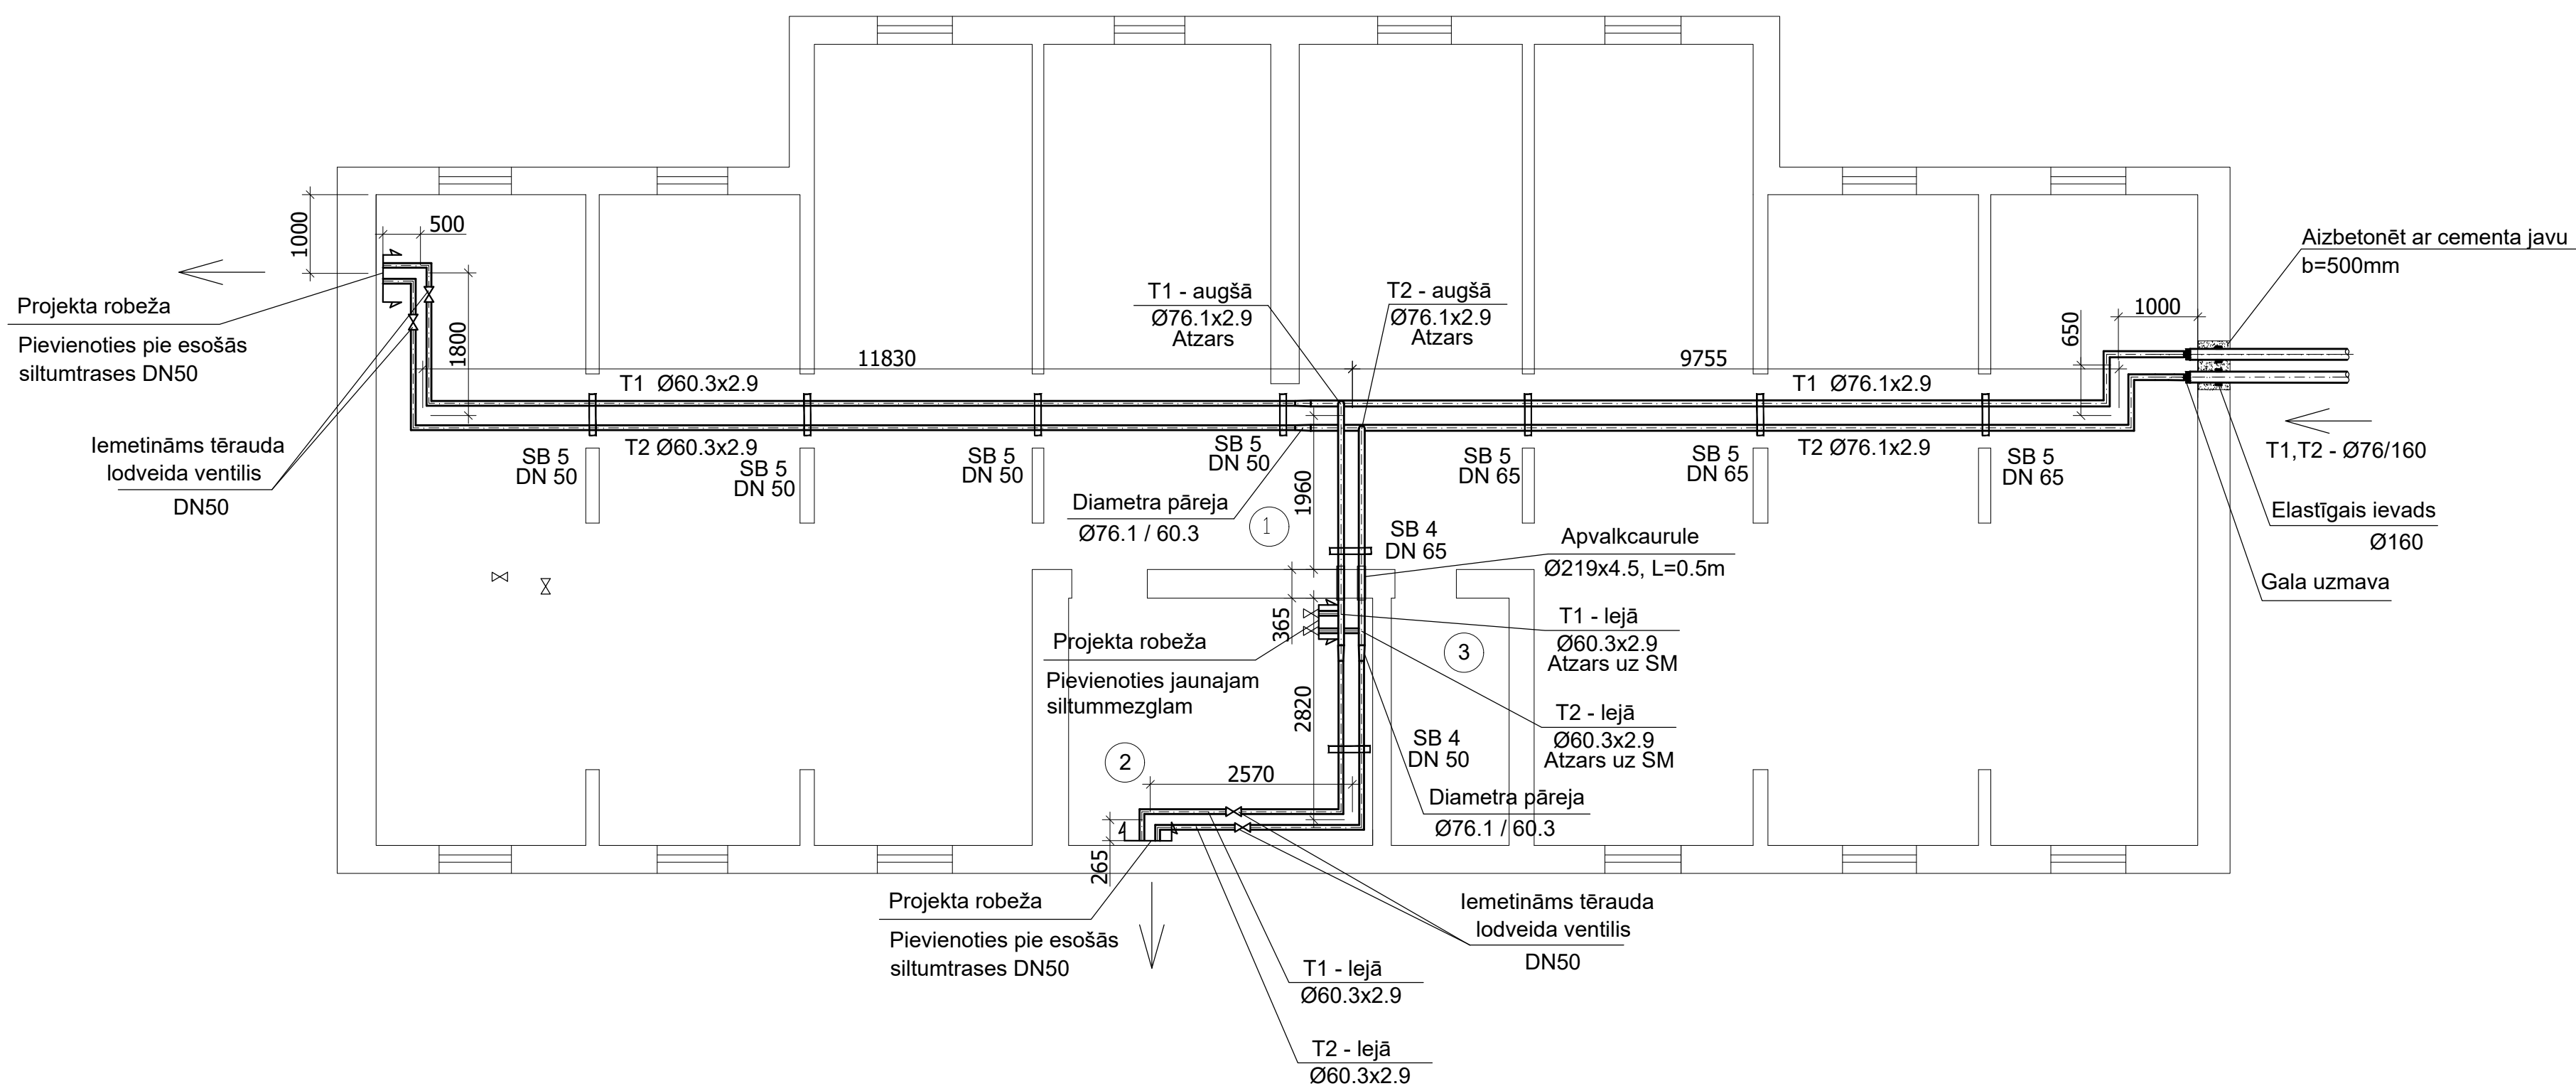 1000
500
Projekta robeža
Pievienoties pie esošās
siltumtrases DN50
1800
Iemetināms tērauda
lodveida ventilis
DN50
11830
T1 Ø60.3x2.9
T2 Ø60.3x2.9
SB 5
DN 50
SB 5
DN 50
SB 5
DN 50
SB 5
DN 50
T1 - augšā
Ø76.1x2.9
Atzars
T2 - augšā
Ø76.1x2.9
Atzars
9755
T1 Ø76.1x2.9
T2 Ø76.1x2.9
SB 5
DN 65
SB 5
DN 65
SB 5
DN 65
650
1000
Aizbetonēt ar cementa javu
b=500mm
T1,T2 - Ø76/160
Elastīgais ievads
Ø160
Gala uzmava
Diametra pāreja
Ø76.1 / 60.3
1
1960
SB 4
DN 65
Apvalkcaurule
Ø219x4.5, L=0.5m
365
Projekta robeža
Pievienoties jaunajam
siltummezglam
T1 - lejā
Ø60.3x2.9
Atzars uz SM
3
T2 - lejā
Ø60.3x2.9
Atzars uz SM
2820
SB 4
DN 50
2
2570
Diametra pāreja
Ø76.1 / 60.3
265
Projekta robeža
Pievienoties pie esošās
siltumtrases DN50
Iemetināms tērauda
lodveida ventilis
DN50
T1 - lejā
Ø60.3x2.9
T2 - lejā
Ø60.3x2.9